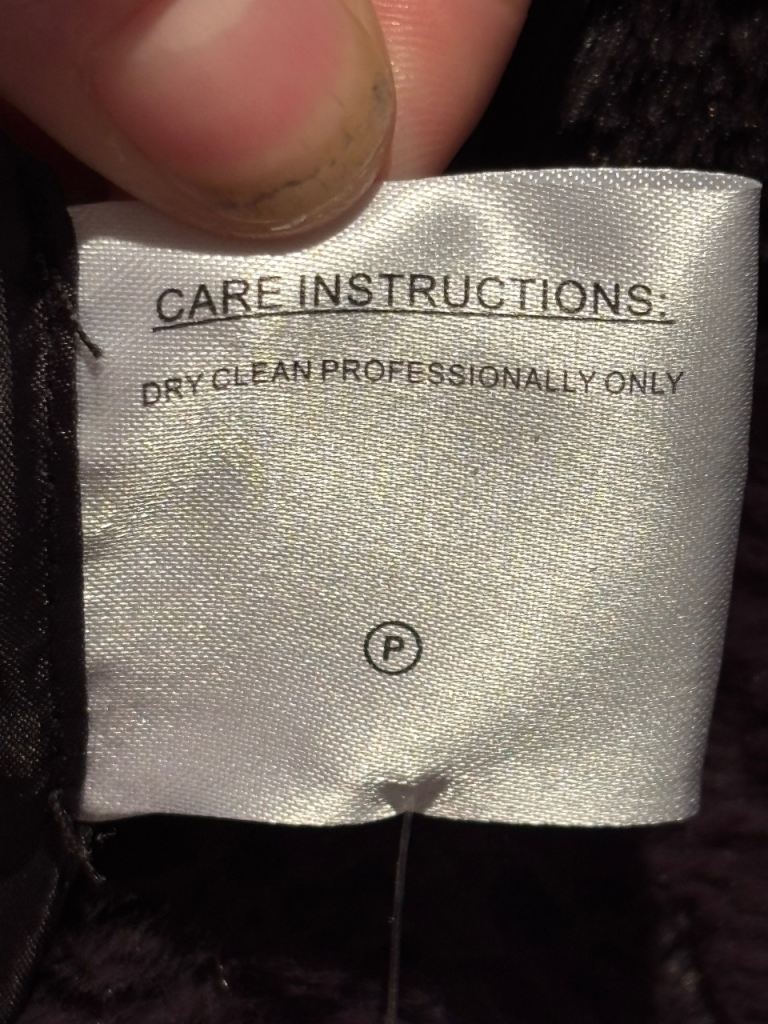 CARE INSTRUCTIONS:
DRY CLEAN PROFESSIONALLY ONLY
P